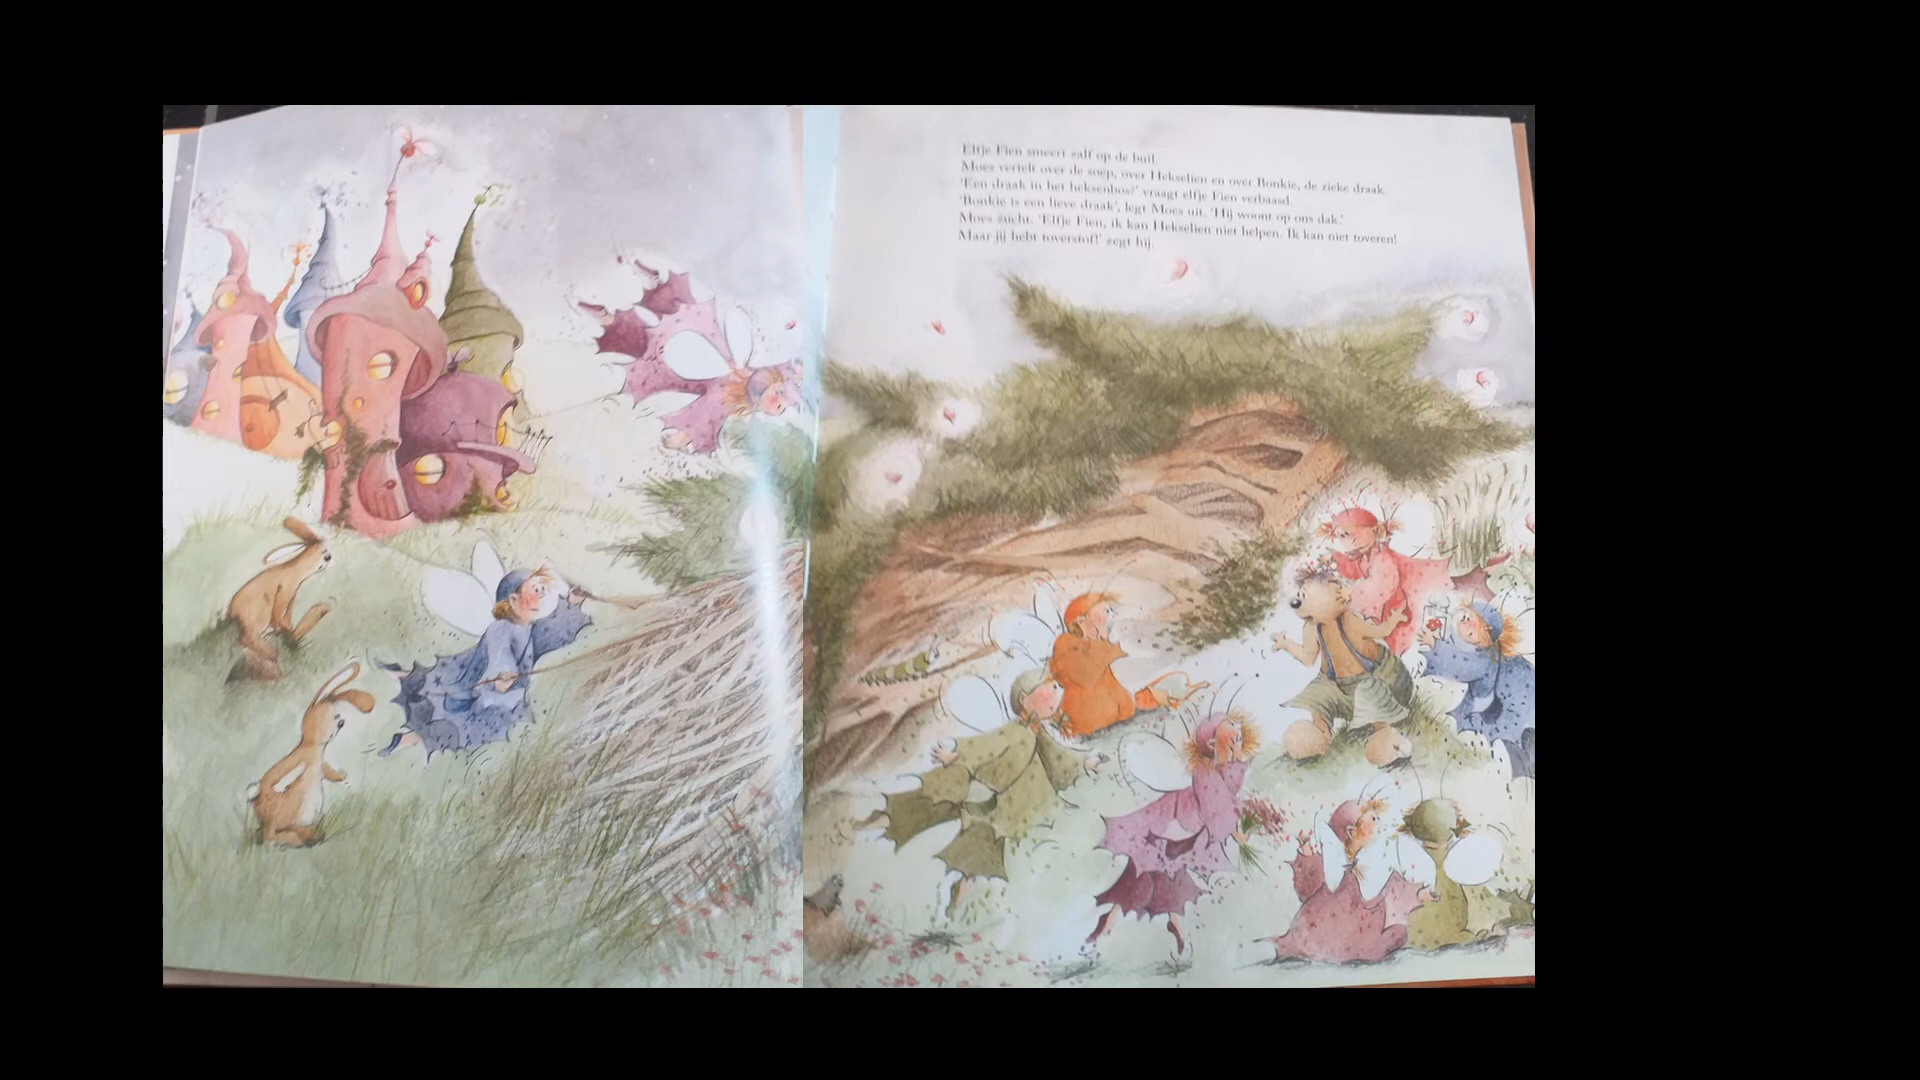 Elfje Fien smeert zalf op de buil.
Moes vertelt over de soep, over Hekselien en over Bonkie, de zieke draak.
'Een draak in het heksenbos?' vraagt elfje Fien verbaasd.
'Bonkie is een lieve draak', legt Moes uit. 'Hij woont op ons dak.'
Moes zucht. 'Elfje Fien, ik kan Hekselien niet helpen. Ik kan niet toveren!
Maar jij hebt toverstof!' zegt hij.